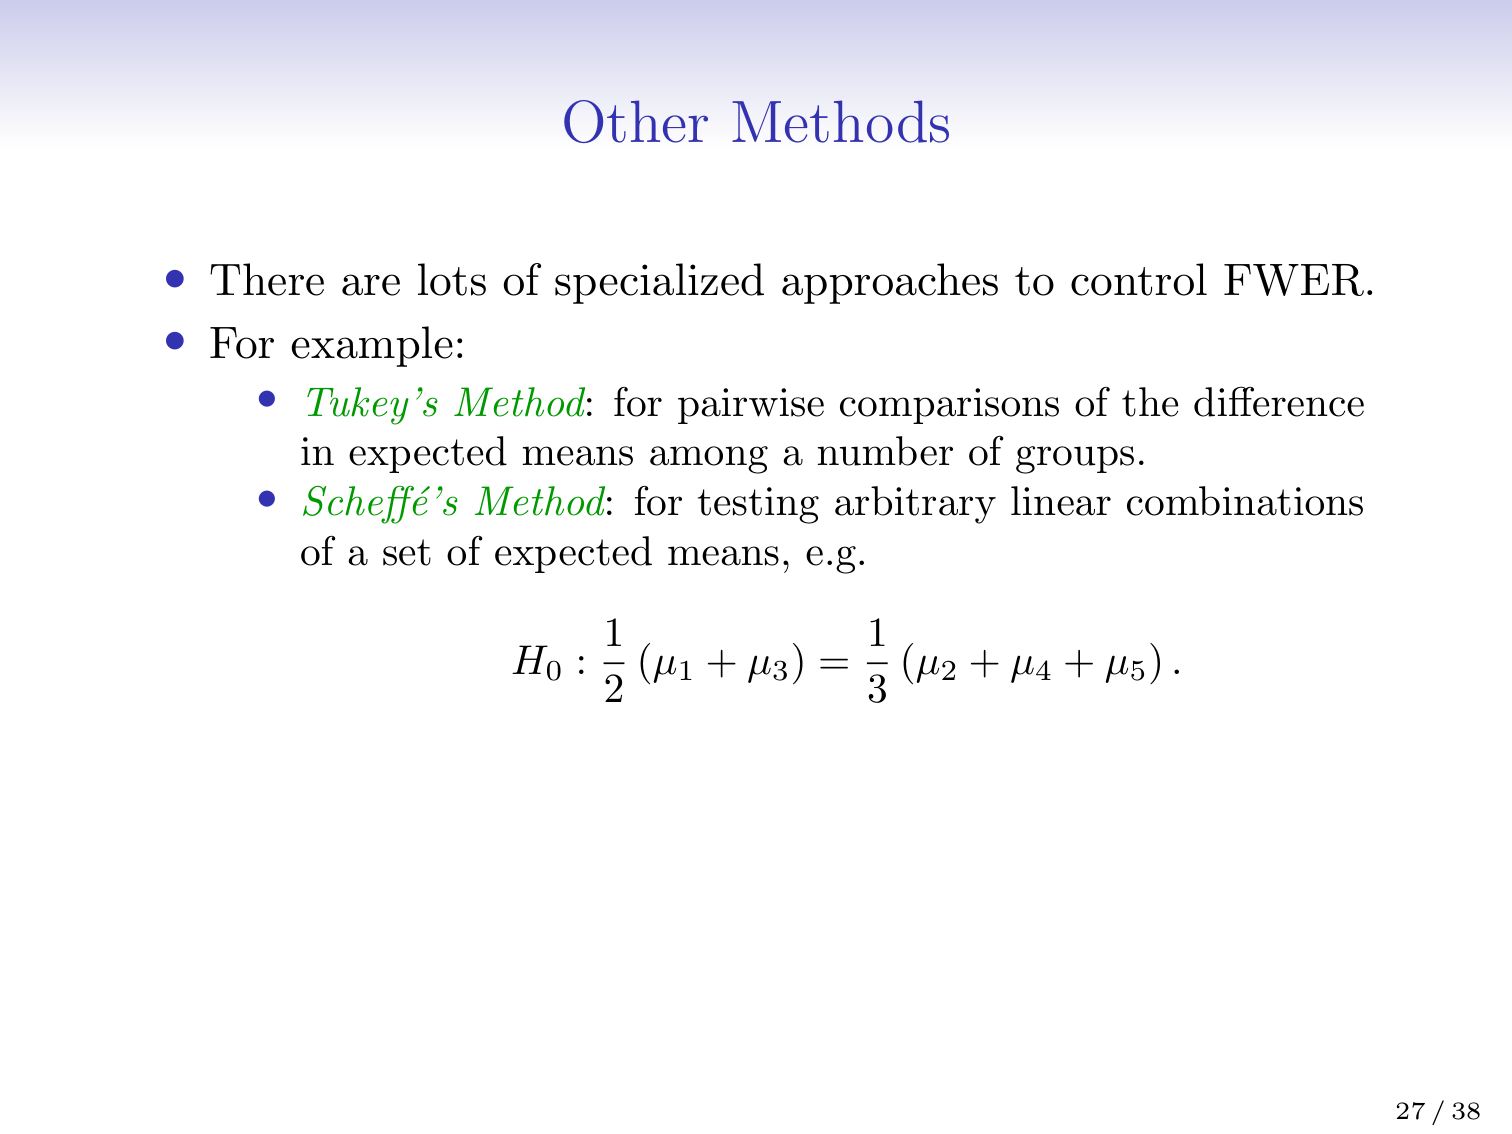 Other Methods
• There are lots of specialized approaches to control FWER.
• For example:
• Tukey's Method: for pairwise comparisons of the difference
in expected means among a number of groups.
• Scheffé's Method: for testing arbitrary linear combinations
of a set of expected means, e.g.
H₀ : 1/2 (μ₁ + μ₃) = 1/3 (μ₂ + μ₄ + μ₅) .
27 / 38